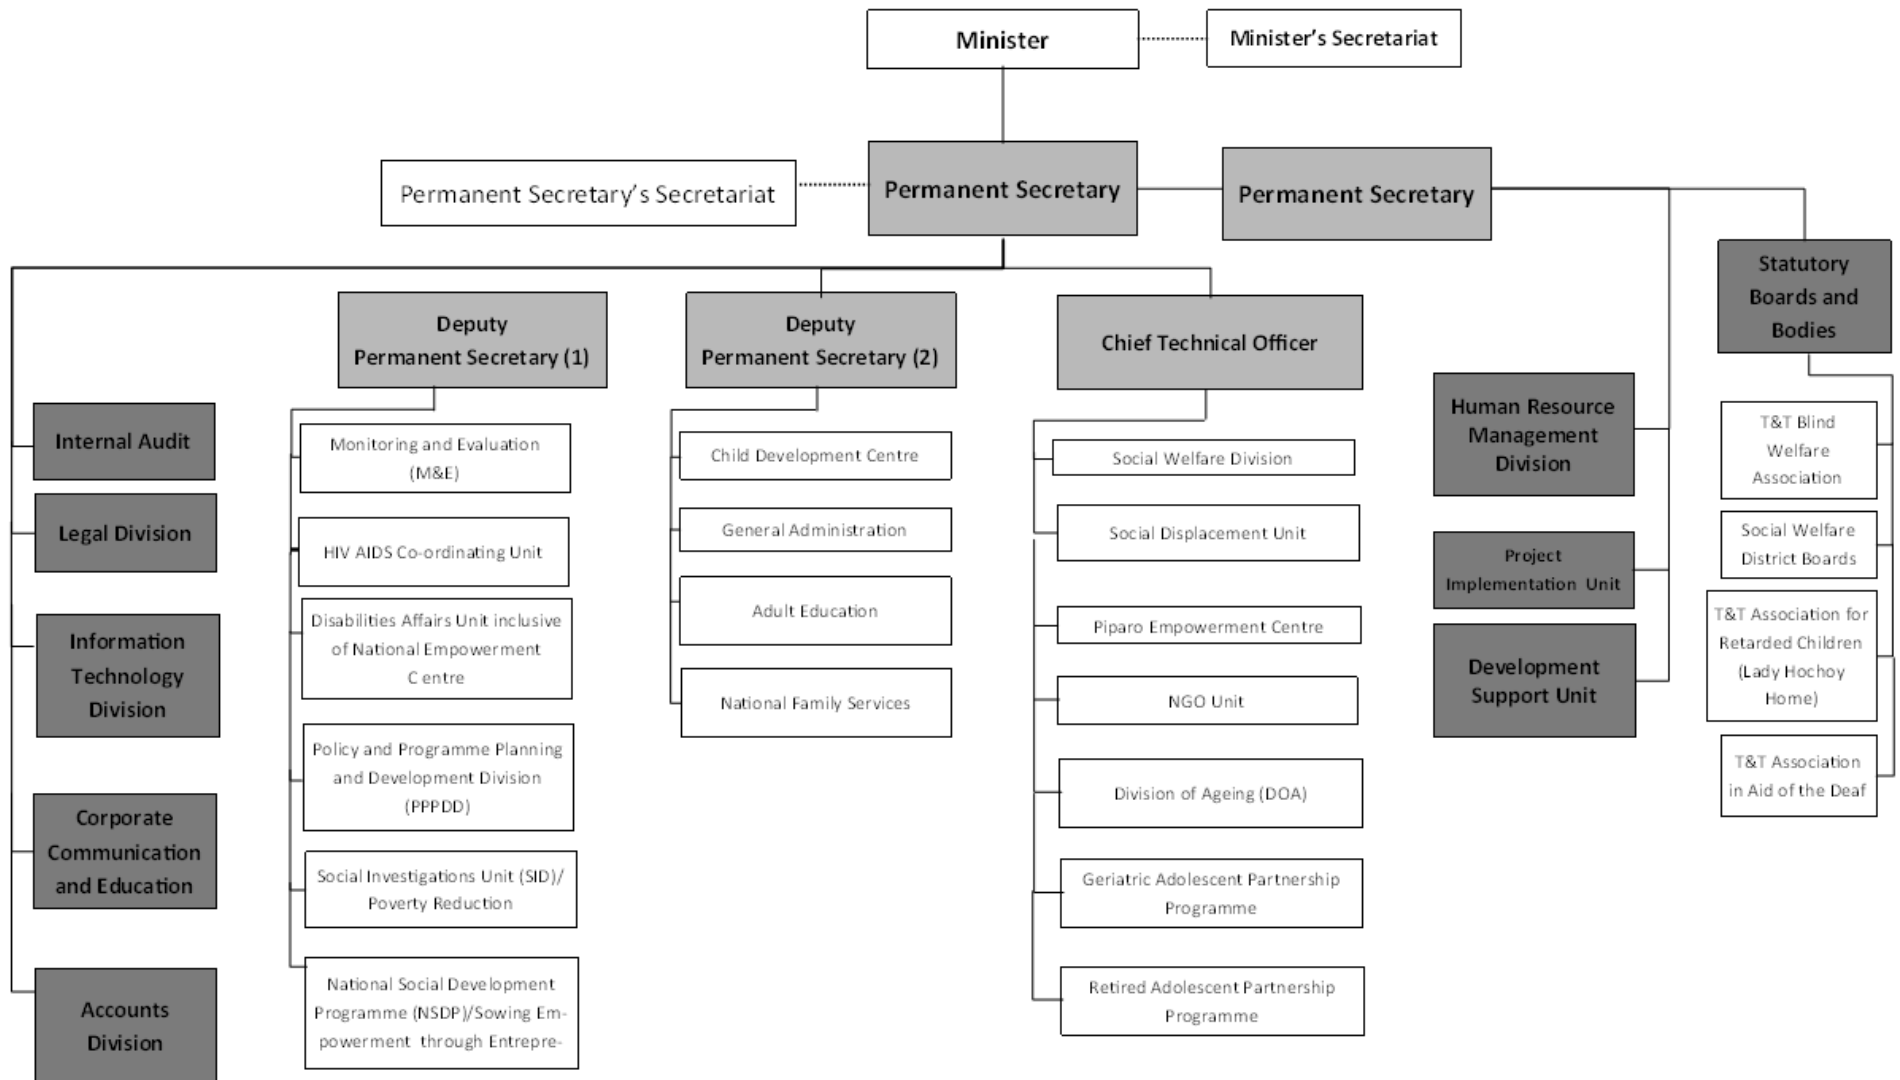 Minister
Minister's Secretariat
Permanent Secretary's Secretariat
Permanent Secretary
Permanent Secretary
Statutory
Boards and
Bodies
Deputy
Permanent Secretary (1)
Deputy
Permanent Secretary (2)
Chief Technical Officer
Internal Audit
Legal Division
Information
Technology
Division
Corporate
Communication
and Education
Accounts
Division
Monitoring and Evaluation
(M&E)
HIV AIDS Co-ordinating Unit
Disabilities Affairs Unit inclusive
of National Empowerment
C entre
Policy and Programme Planning
and Development Division
(PPPDD)
Social Investigations Unit (SID)/
Poverty Reduction
National Social Development
Programme (NSDP)/Sowing Em-
powerment through Entrepre-
Child Development Centre
General Administration
Adult Education
National Family Services
Social Welfare Division
Social Displacement Unit
Piparo Empowerment Centre
NGO Unit
Division of Ageing (DOA)
Geriatric Adolescent Partnership
Programme
Retired Adolescent Partnership
Programme
Human Resource
Management
Division
Project
Implementation Unit
Development
Support Unit
T&T Blind
Welfare
Association
Social Welfare
District Boards
T&T Association for
Retarded Children
(Lady Hochoy
Home)
T&T Association
in Aid of the Deaf